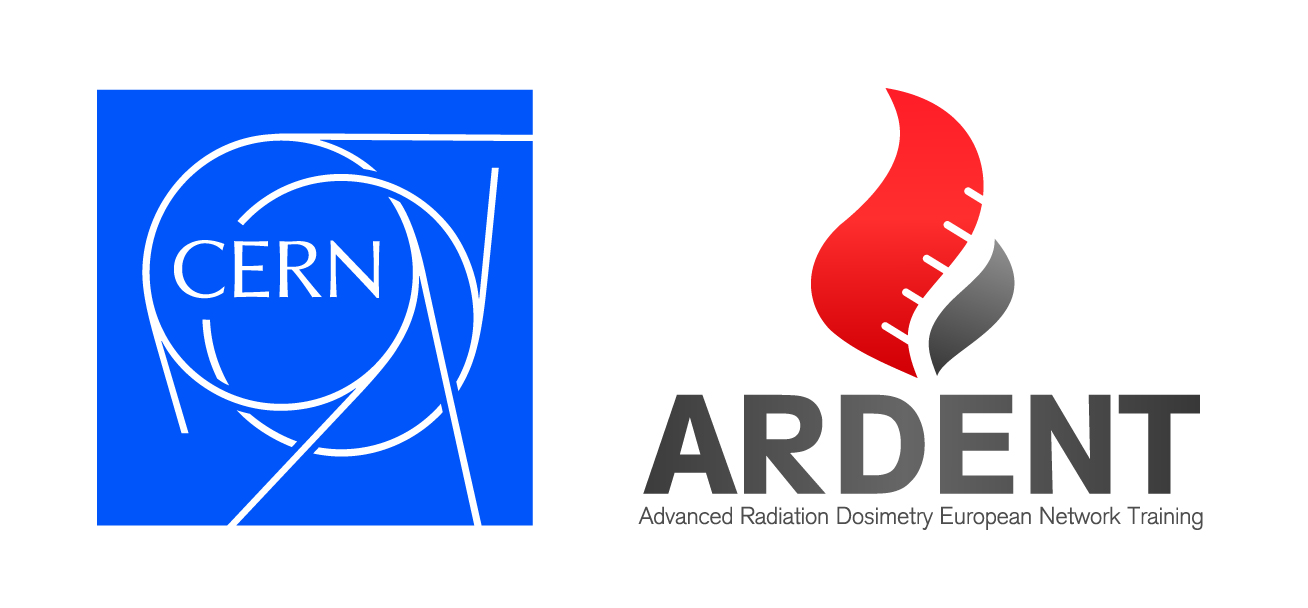 CERN
ARDENT
Advanced Radiation Dosimetry European Network Training